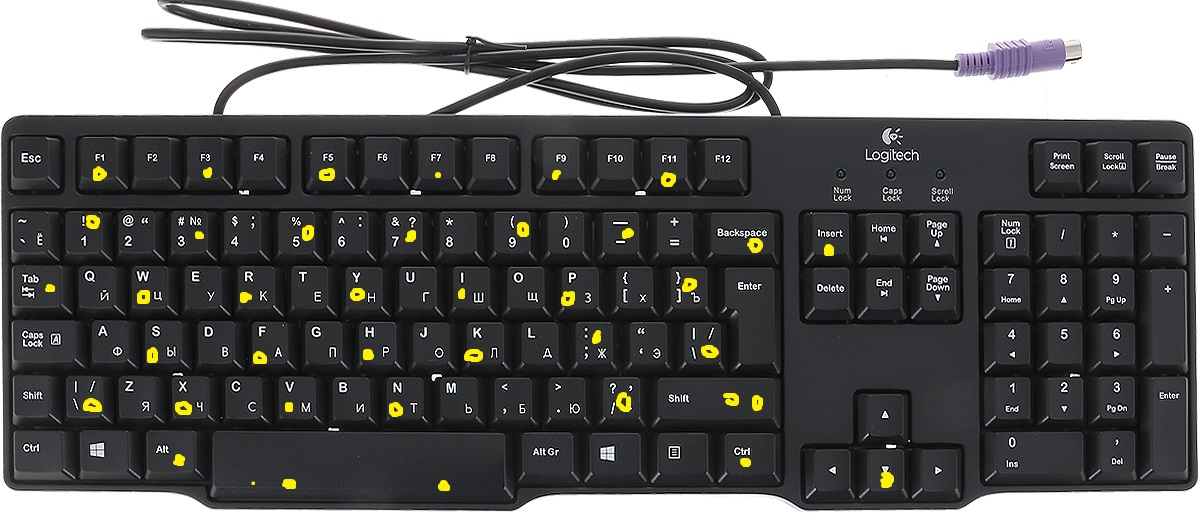 Logitech
Esc F1 F2 F3 F4 F5 F6 F7 F8 F9 F10 F11 F12
Print Screen Scroll Lock Pause Break
Num Lock Caps Lock Scroll Lock
~ ` Ё ! 1 @ “ 2 # № 3 $ ; 4 % 5 ^ : 6 & ? 7 * 8 ( 9 ) 0 — + = Backspace
Insert Home Page Up
Num Lock / * −
Tab Q Й W Ц E У R К T Е Y Н U Г I Ш O Щ P З { [ Х } ] Ъ Enter
Delete End Page Down
7 Home 8 9 Pg Up +
Caps Lock A Ф S Ы D В F А G П H Р J О K Л L Д : ; Ж “ ‘ Э | / \
4 5 6
Shift | / \ Z Я X Ч C С V М B И N Т M Ь < , Б > . Ю ? , / Shift
1 End 2 3 Pg Dn Enter
Ctrl Alt Alt Gr Ctrl
0 Ins , Del